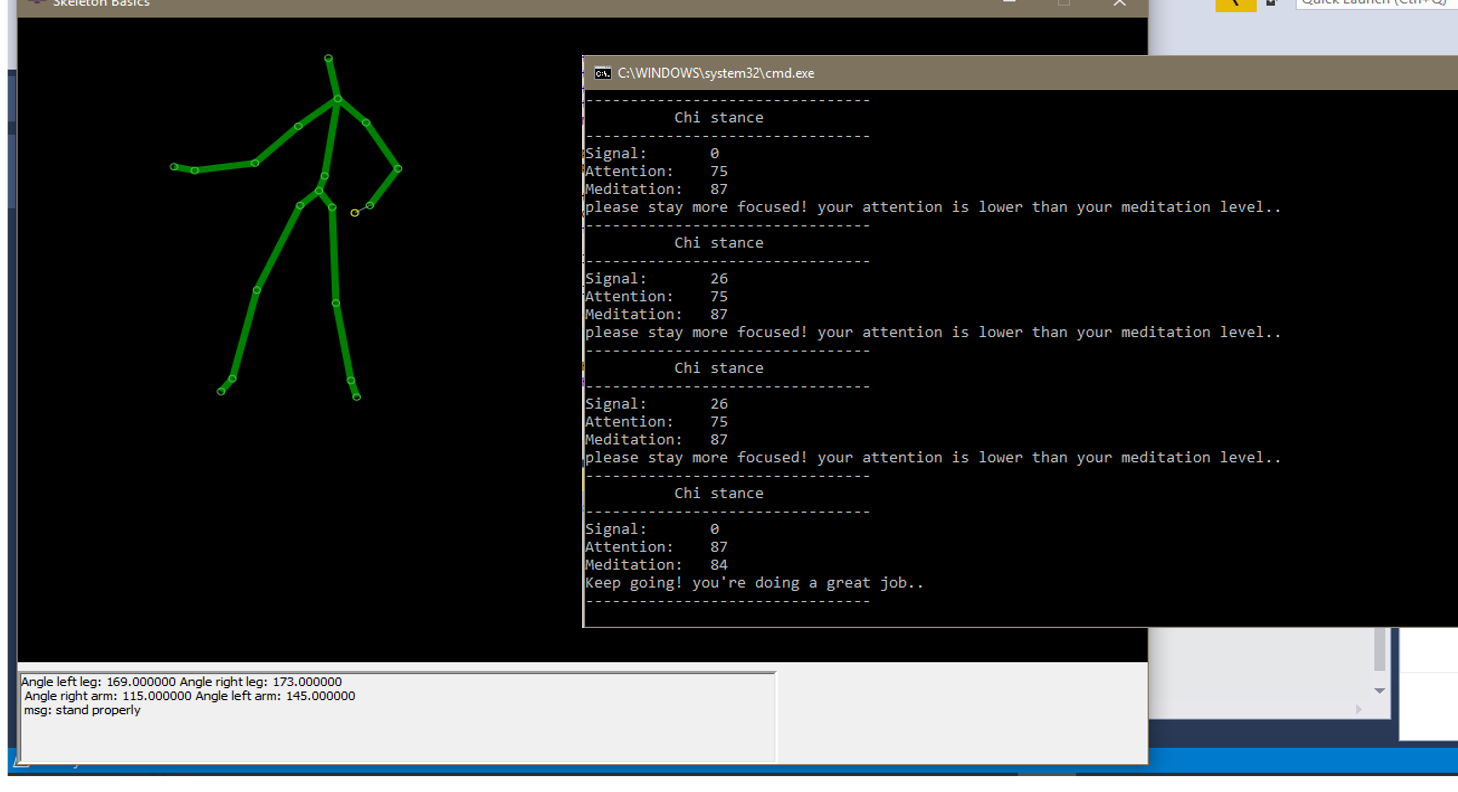 Skeleton Basics
Quick Launch (Ctrl+Q)
C:\WINDOWS\system32\cmd.exe
--------------------------------
Chi stance
--------------------------------
Signal: 0
Attention: 75
Meditation: 87
please stay more focused! your attention is lower than your meditation level..
--------------------------------
Chi stance
--------------------------------
Signal: 26
Attention: 75
Meditation: 87
please stay more focused! your attention is lower than your meditation level..
--------------------------------
Chi stance
--------------------------------
Signal: 26
Attention: 75
Meditation: 87
please stay more focused! your attention is lower than your meditation level..
--------------------------------
Chi stance
--------------------------------
Signal: 0
Attention: 87
Meditation: 84
Keep going! you're doing a great job..
--------------------------------
Angle left leg: 169.000000 Angle right leg: 173.000000
Angle right arm: 115.000000 Angle left arm: 145.000000
msg: stand properly